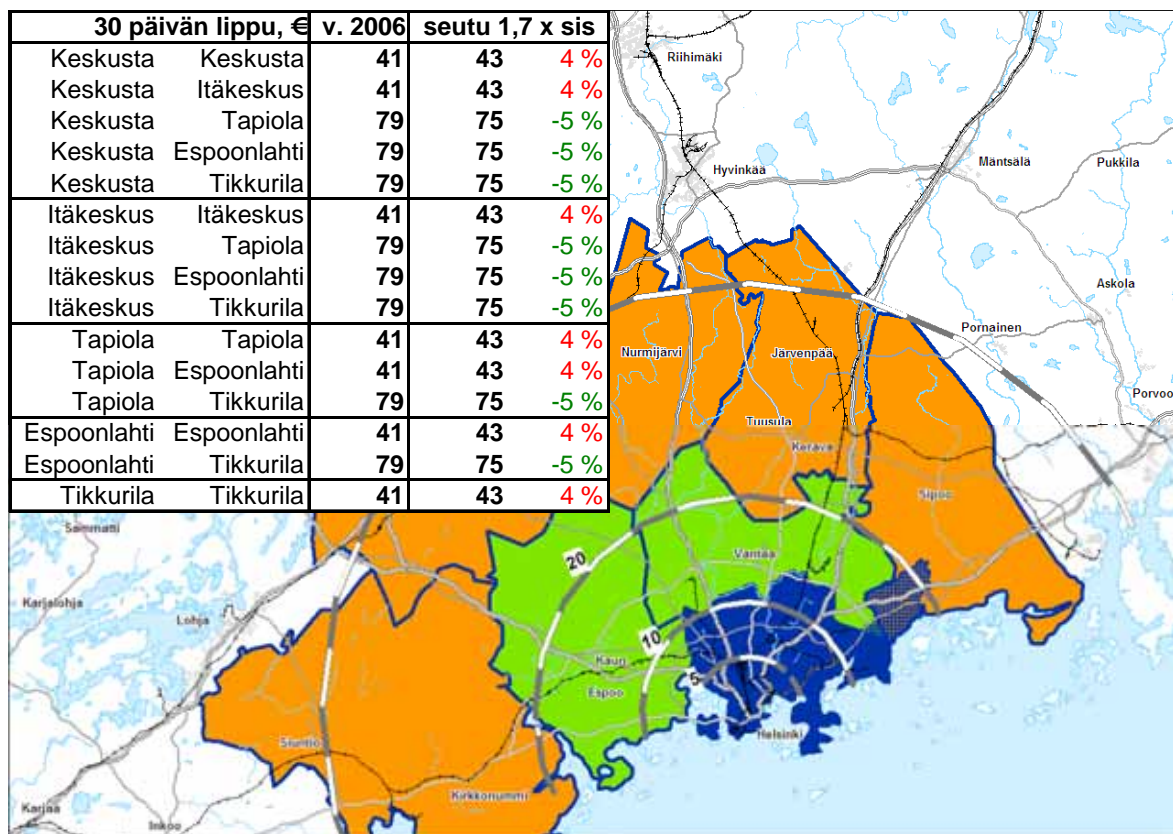 30 päivän lippu, € v. 2006 seutu 1,7 x sis
Keskusta Keskusta 41 43 4 %
Keskusta Itäkeskus 41 43 4 %
Keskusta Tapiola 79 75 -5 %
Keskusta Espoonlahti 79 75 -5 %
Keskusta Tikkurila 79 75 -5 %
Itäkeskus Itäkeskus 41 43 4 %
Itäkeskus Tapiola 79 75 -5 %
Itäkeskus Espoonlahti 79 75 -5 %
Itäkeskus Tikkurila 79 75 -5 %
Tapiola Tapiola 41 43 4 %
Tapiola Espoonlahti 41 43 4 %
Tapiola Tikkurila 79 75 -5 %
Espoonlahti Espoonlahti 41 43 4 %
Espoonlahti Tikkurila 79 75 -5 %
Tikkurila Tikkurila 41 43 4 %
Riihimäki
Hyvinkää
Mäntsälä
Pukkila
Askola
Pornainen
Nurmijärvi
Järvenpää
Porvoo
Tuusula
Kerava
Sipoo
Sammatti
Vantaa
20
Karjalohja
Lohja
10
Kaun
5
Espoo
Helsinki
Siuntio
Kirkkonummi
Karjaa
Inkoo